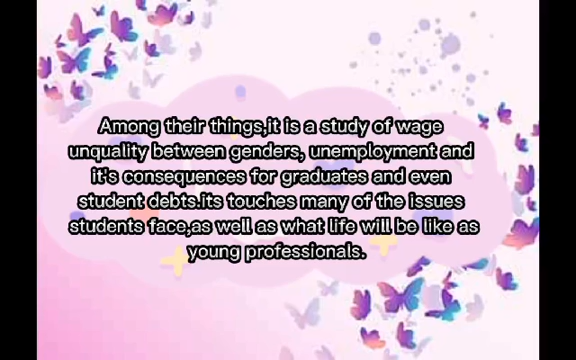 Among their things,it is a study of wage
unquality between genders, unemployment and
it's consequences for graduates and even
student debts.its touches many of the issues
students face,as well as what life will be like as
young professionals.